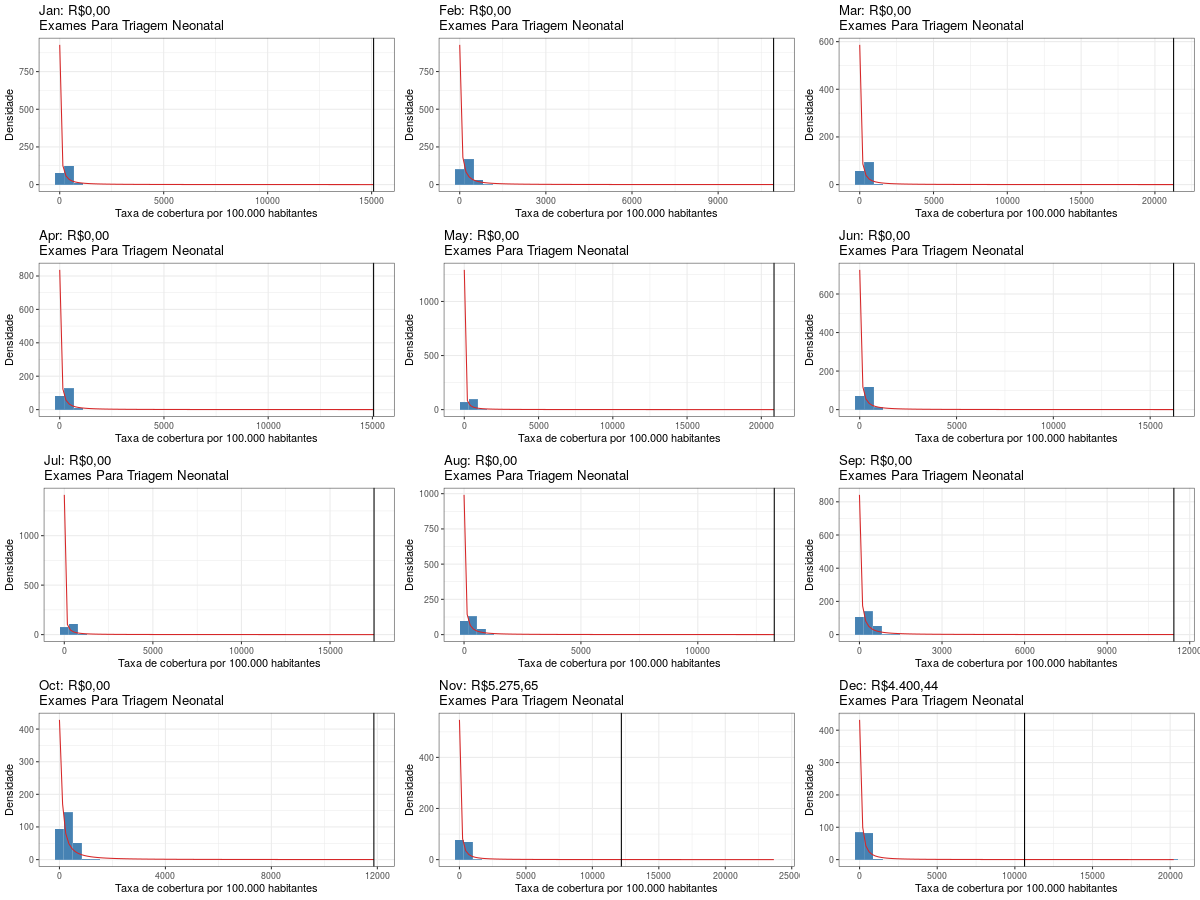 Jan: R$0,00
Exames Para Triagem Neonatal
Densidade
750
500
250
0
0 5000 10000 15000
Taxa de cobertura por 100.000 habitantes
Feb: R$0,00
Exames Para Triagem Neonatal
Densidade
750
500
250
0
0 3000 6000 9000
Taxa de cobertura por 100.000 habitantes
Mar: R$0,00
Exames Para Triagem Neonatal
Densidade
600
400
200
0
0 5000 10000 15000 20000
Taxa de cobertura por 100.000 habitantes
Apr: R$0,00
Exames Para Triagem Neonatal
Densidade
800
600
400
200
0
0 5000 10000 15000
Taxa de cobertura por 100.000 habitantes
May: R$0,00
Exames Para Triagem Neonatal
Densidade
1000
500
0
0 5000 10000 15000 20000
Taxa de cobertura por 100.000 habitantes
Jun: R$0,00
Exames Para Triagem Neonatal
Densidade
600
400
200
0
0 5000 10000 15000
Taxa de cobertura por 100.000 habitantes
Jul: R$0,00
Exames Para Triagem Neonatal
Densidade
1000
500
0
0 5000 10000 15000
Taxa de cobertura por 100.000 habitantes
Aug: R$0,00
Exames Para Triagem Neonatal
Densidade
1000
750
500
250
0
0 5000 10000
Taxa de cobertura por 100.000 habitantes
Sep: R$0,00
Exames Para Triagem Neonatal
Densidade
800
600
400
200
0
0 3000 6000 9000 12000
Taxa de cobertura por 100.000 habitantes
Oct: R$0,00
Exames Para Triagem Neonatal
Densidade
400
300
200
100
0
0 4000 8000 12000
Taxa de cobertura por 100.000 habitantes
Nov: R$5.275,65
Exames Para Triagem Neonatal
Densidade
400
200
0
0 5000 10000 15000 20000 25000
Taxa de cobertura por 100.000 habitantes
Dec: R$4.400,44
Exames Para Triagem Neonatal
Densidade
400
300
200
100
0
0 5000 10000 15000 20000
Taxa de cobertura por 100.000 habitantes